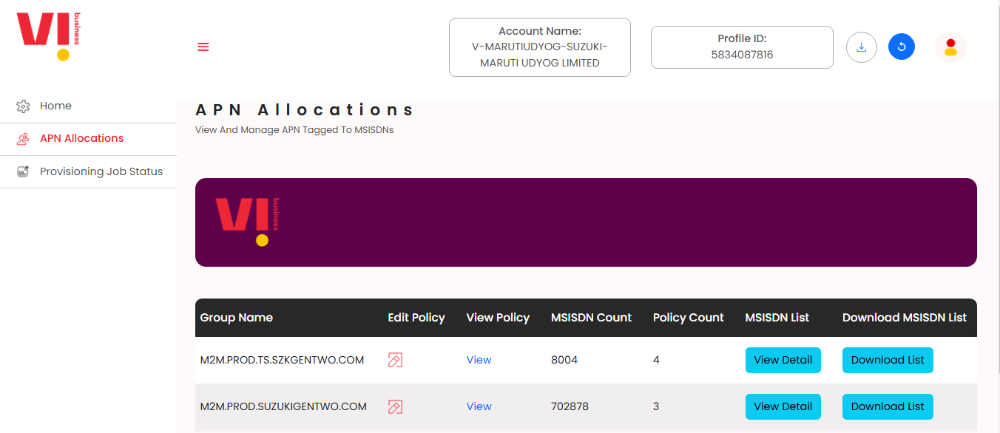 VI business
Account Name:
V-MARUTIUDYOG-SUZUKI-
MARUTI UDYOG LIMITED
Profile ID:
5834087816
Home
APN Allocations
Provisioning Job Status
APN Allocations
View And Manage APN Tagged To MSISDNs
VI business
Group Name Edit Policy View Policy MSISDN Count Policy Count MSISDN List Download MSISDN List
M2M.PROD.TS.SZKGENTWO.COM View 8004 4 View Detail Download List
M2M.PROD.SUZUKIGENTWO.COM View 702878 3 View Detail Download List